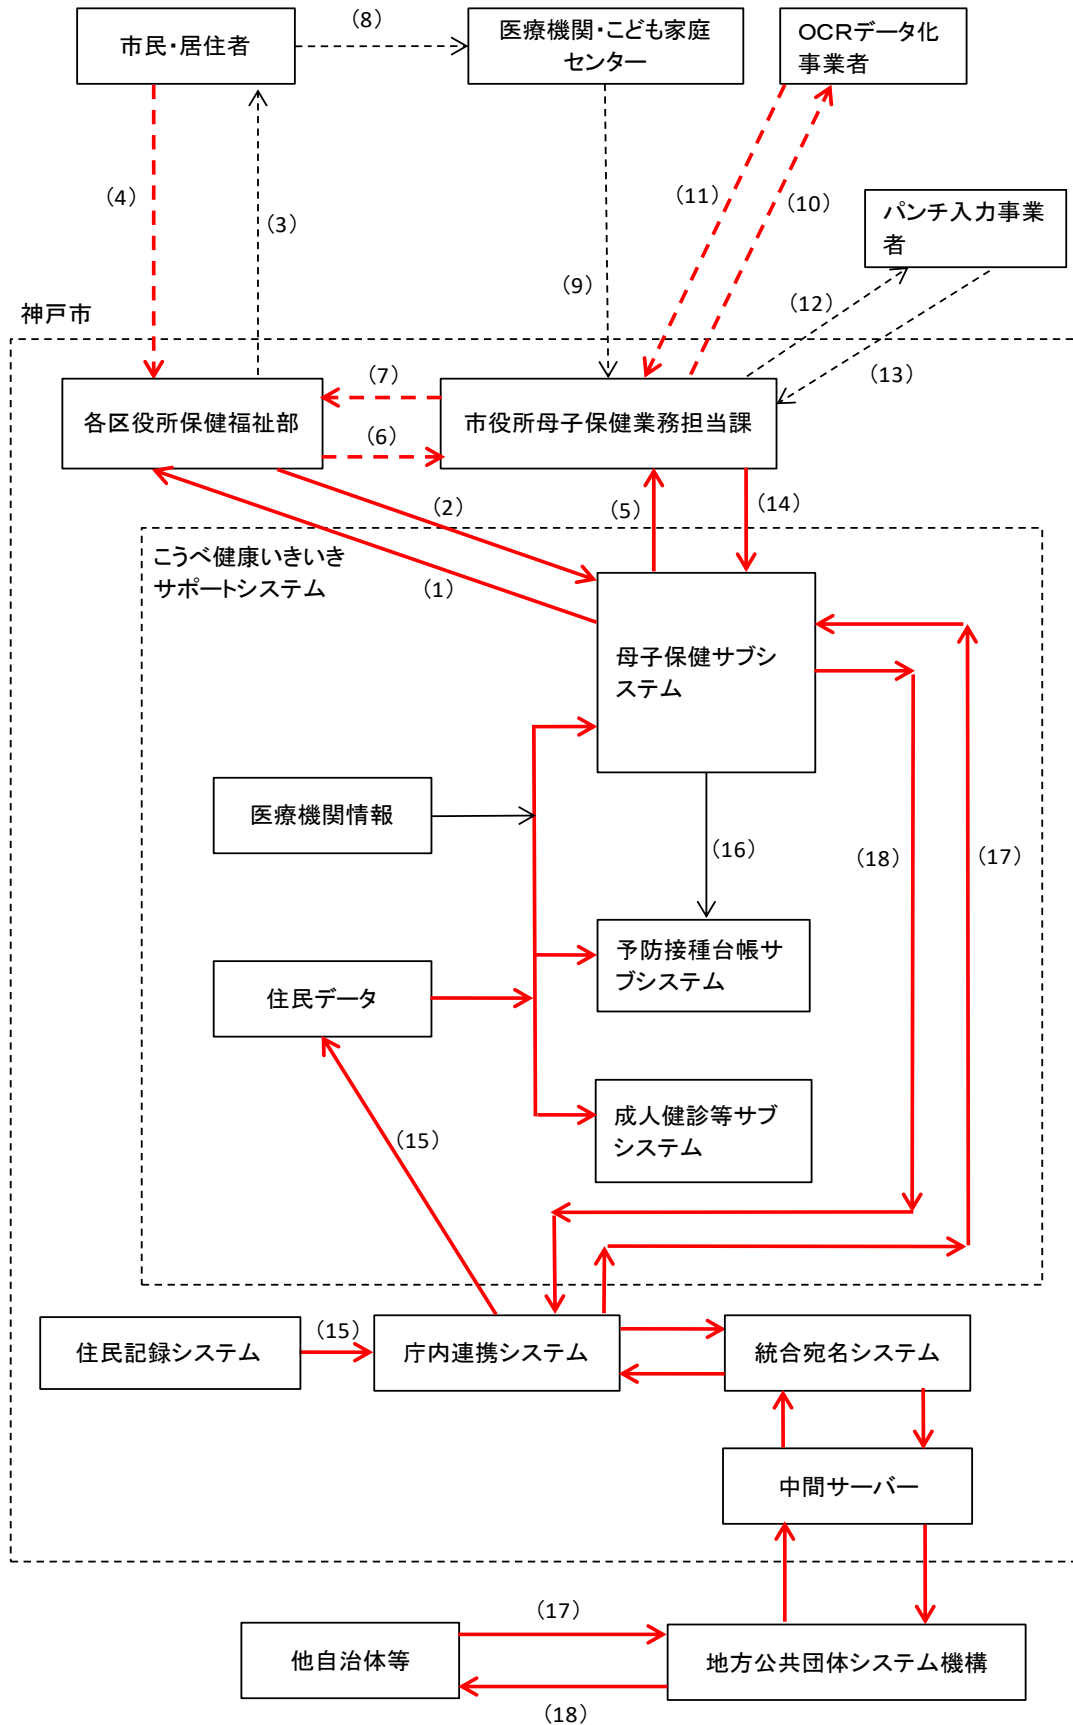 (8)
市民・居住者
医療機関・こども家庭
センター
OCRデータ化
事業者
(4)
(3)
(11)
(10)
パンチ入力事業
者
(9)
(12)
神戸市
(13)
(7)
各区役所保健福祉部
市役所母子保健業務担当課
(6)
(2)
(5)
(14)
こうべ健康いきいき
サポートシステム
(1)
母子保健サブシ
ステム
医療機関情報
(16)
(18)
(17)
予防接種台帳サ
ブシステム
住民データ
成人健診等サブ
システム
(15)
(15)
住民記録システム
庁内連携システム
統合宛名システム
中間サーバー
(17)
他自治体等
地方公共団体システム機構
(18)